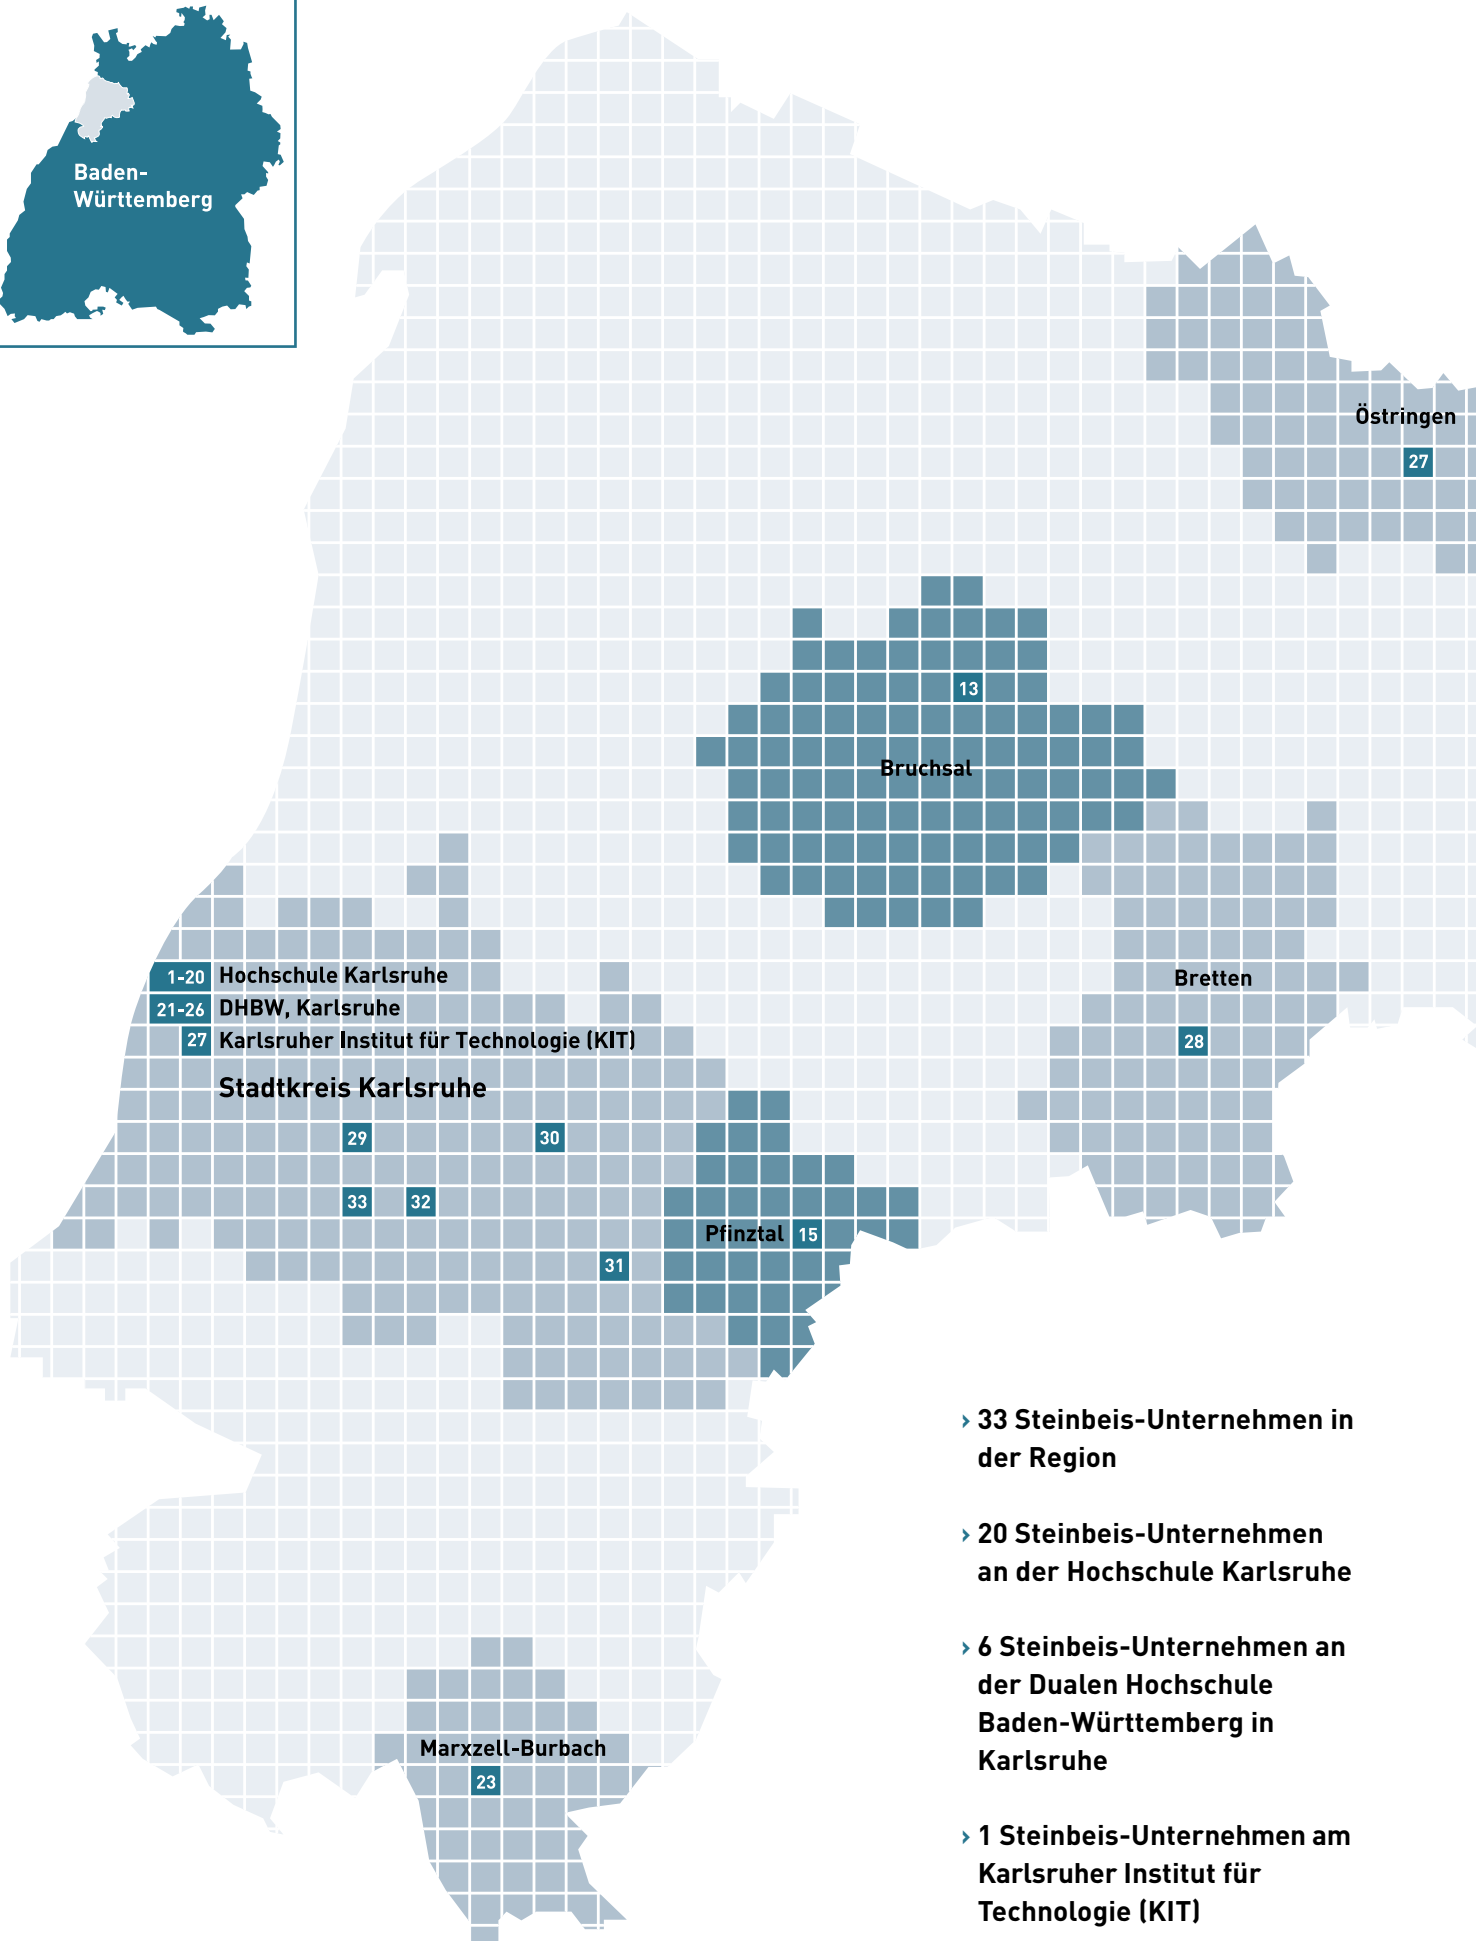 Baden-
Württemberg
Östringen
27
13
Bruchsal
1-20 Hochschule Karlsruhe
21-26 DHBW, Karlsruhe
27 Karlsruher Institut für Technologie (KIT)
Stadtkreis Karlsruhe
Bretten
28
29
30
33
32
Pfinztal 15
31
› 33 Steinbeis-Unternehmen in
der Region
› 20 Steinbeis-Unternehmen
an der Hochschule Karlsruhe
› 6 Steinbeis-Unternehmen an
der Dualen Hochschule
Baden-Württemberg in
Karlsruhe
› 1 Steinbeis-Unternehmen am
Karlsruher Institut für
Technologie (KIT)
Marxzell-Burbach
23